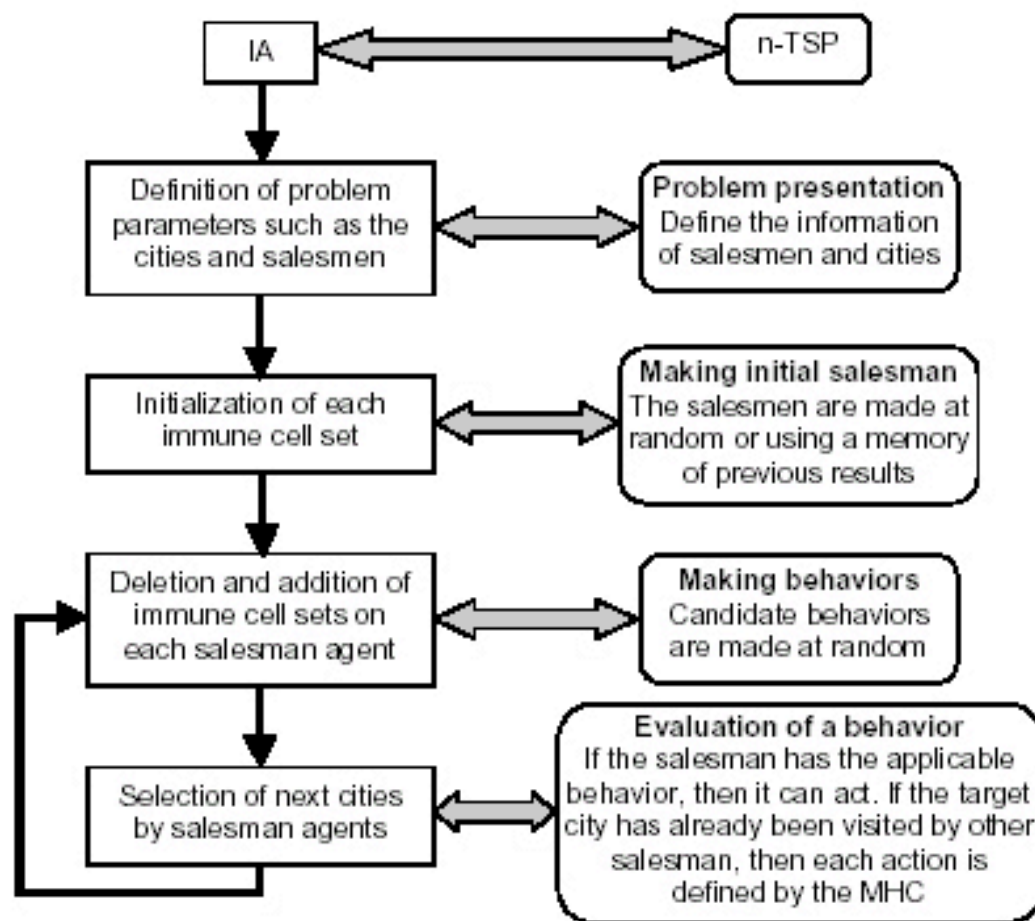 IA
n-TSP
Definition of problem
parameters such as the
cities and salesmen
Problem presentation
Define the information
of salesmen and cities
Initialization of each
immune cell set
Making initial salesman
The salesmen are made at
random or using a memory
of previous results
Deletion and addition of
immune cell sets on
each salesman agent
Making behaviors
Candidate behaviors
are made at random
Selection of next cities
by salesman agents
Evaluation of a behavior
If the salesman has the applicable
behavior, then it can act. If the target
city has already been visited by other
salesman, then each action is
defined by the MHC